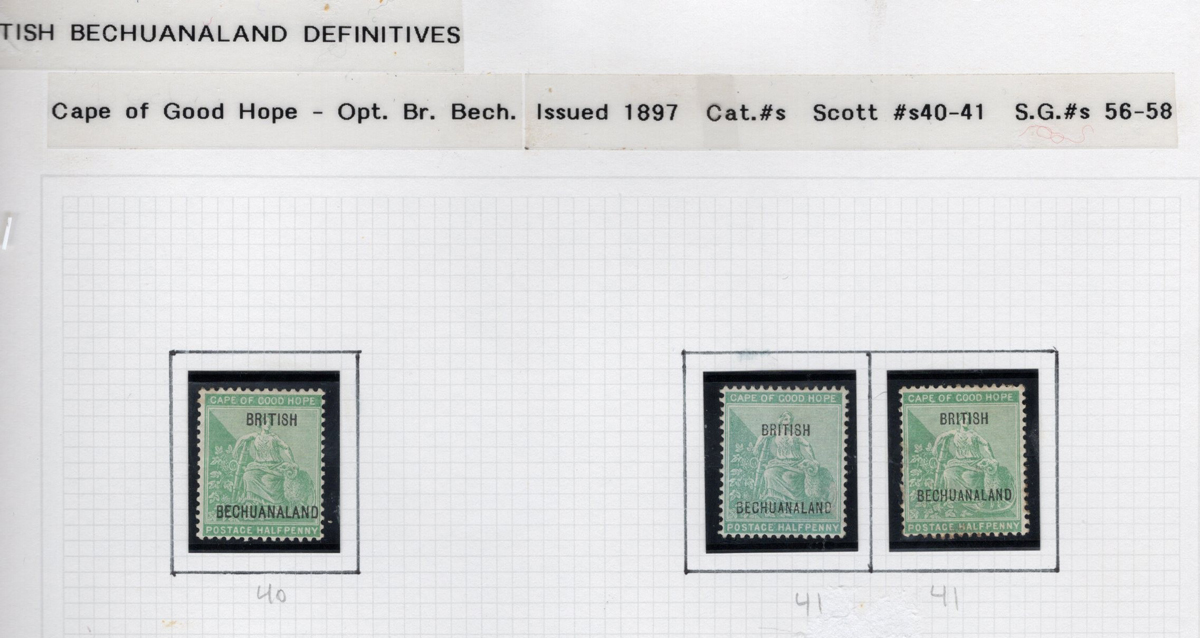 TISH BECHUANALAND DEFINITIVES
Cape of Good Hope - Opt. Br. Bech. Issued 1897 Cat.#s Scott #s40-41 S.G.#s 56-58
CAPE OF GOOD HOPE
BRITISH
BECHUANALAND
POSTAGE HALFPENNY
CAPE OF GOOD HOPE
BRITISH
BECHUANALAND
POSTAGE HALFPENNY
CAPE OF GOOD HOPE
BRITISH
BECHUANALAND
POSTAGE HALFPENNY
40
41
41